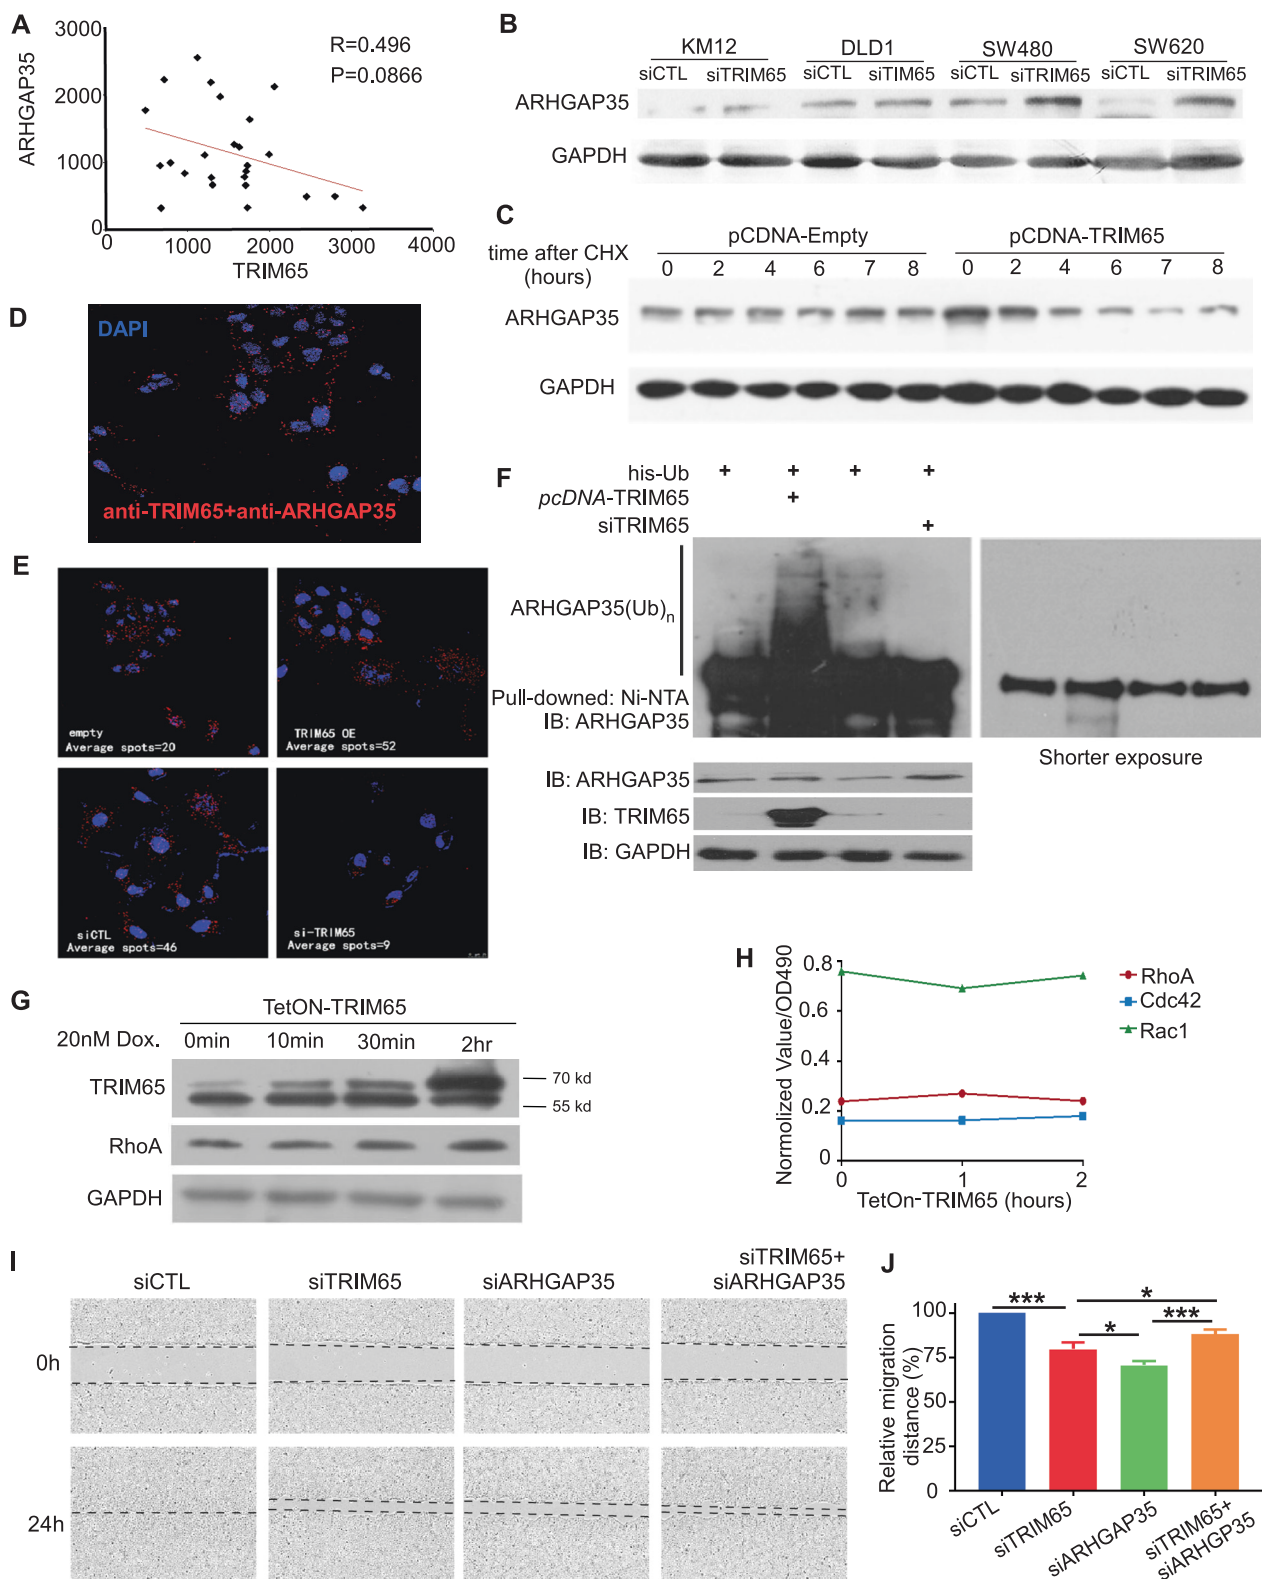 A
ARHGAP35
3000
2000
1000
0
R=0.496
P=0.0866
0 1000 2000 3000 4000
TRIM65
B
KM12 DLD1 SW480 SW620
siCTL siTRIM65 siCTL siTIM65 siCTL siTRIM65 siCTL siTRIM65
ARHGAP35
GAPDH
C
pCDNA-Empty pCDNA-TRIM65
time after CHX
(hours)
0 2 4 6 7 8 0 2 4 6 7 8
ARHGAP35
GAPDH
D
DAPI
anti-TRIM65+anti-ARHGAP35
E
empty
Average spots=20
TRIM65 OE
Average spots=52
siCTL
Average spots=46
si-TRIM65
Average spots=9
F
his-Ub + + + +
pcDNA-TRIM65 +
siTRIM65 +
ARHGAP35(Ub)n
Pull-downed: Ni-NTA
IB: ARHGAP35
Shorter exposure
IB: ARHGAP35
IB: TRIM65
IB: GAPDH
G
TetON-TRIM65
20nM Dox. 0min 10min 30min 2hr
TRIM65
70 kd
55 kd
RhoA
GAPDH
H
Normolized Value/OD490
0.8
0.6
0.4
0.2
0
0 1 2
TetOn-TRIM65 (hours)
RhoA
Cdc42
Rac1
I
siCTL siTRIM65 siARHGAP35 siTRIM65+
siARHGAP35
0h
24h
J
Relative migration
distance (%)
100
75
50
25
0
*** * * ***
siCTL
siTRIM65
siARHGAP35
siTRIM65+
siARHGP35